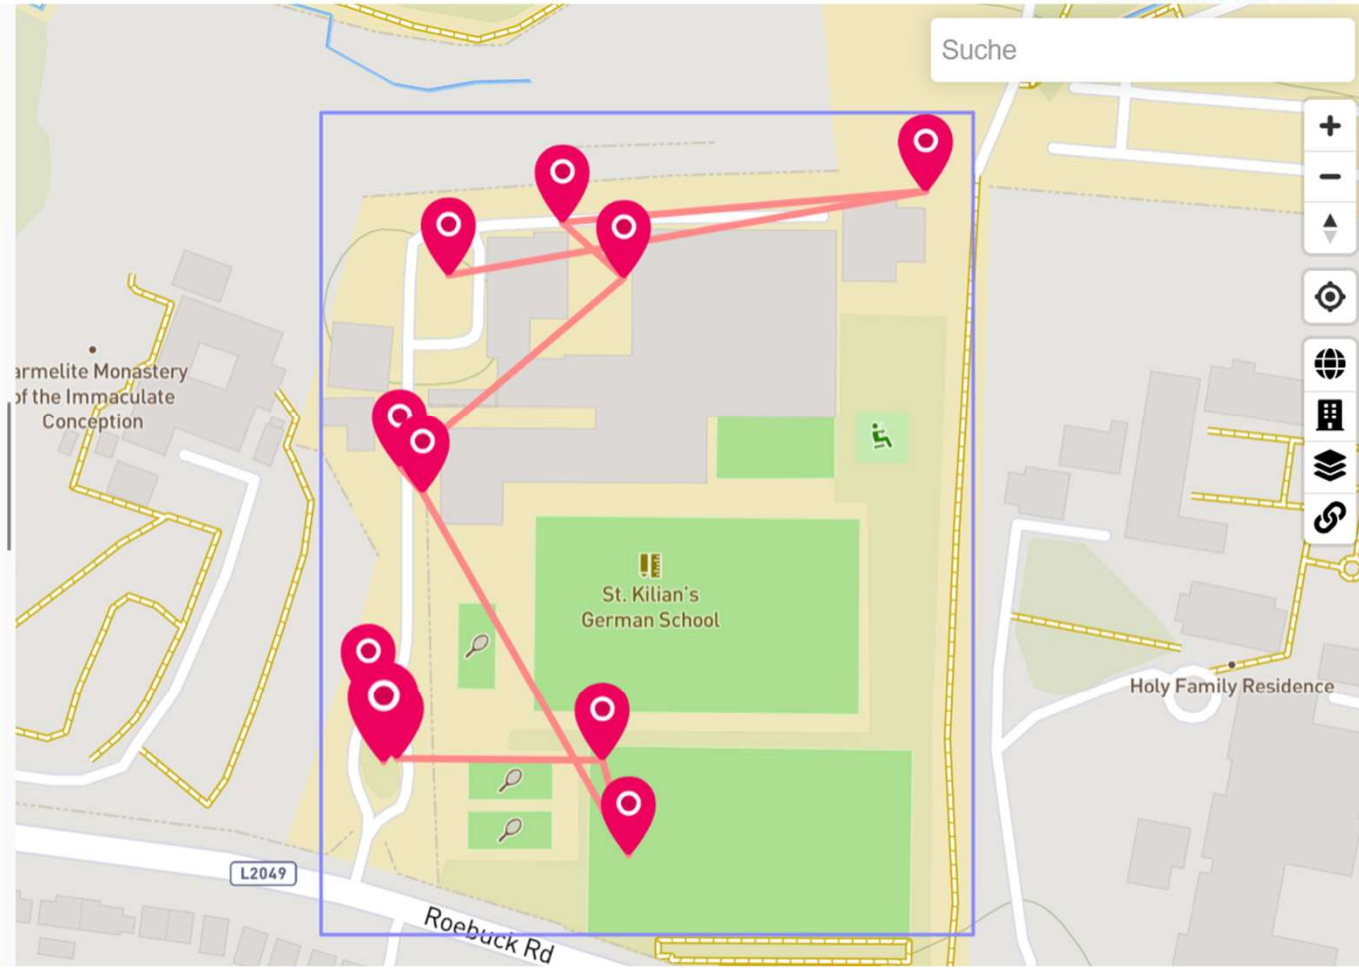 Suche
armelite Monastery
of the Immaculate
Conception
St. Kilian's
German School
Holy Family Residence
L2049
Roebuck Rd